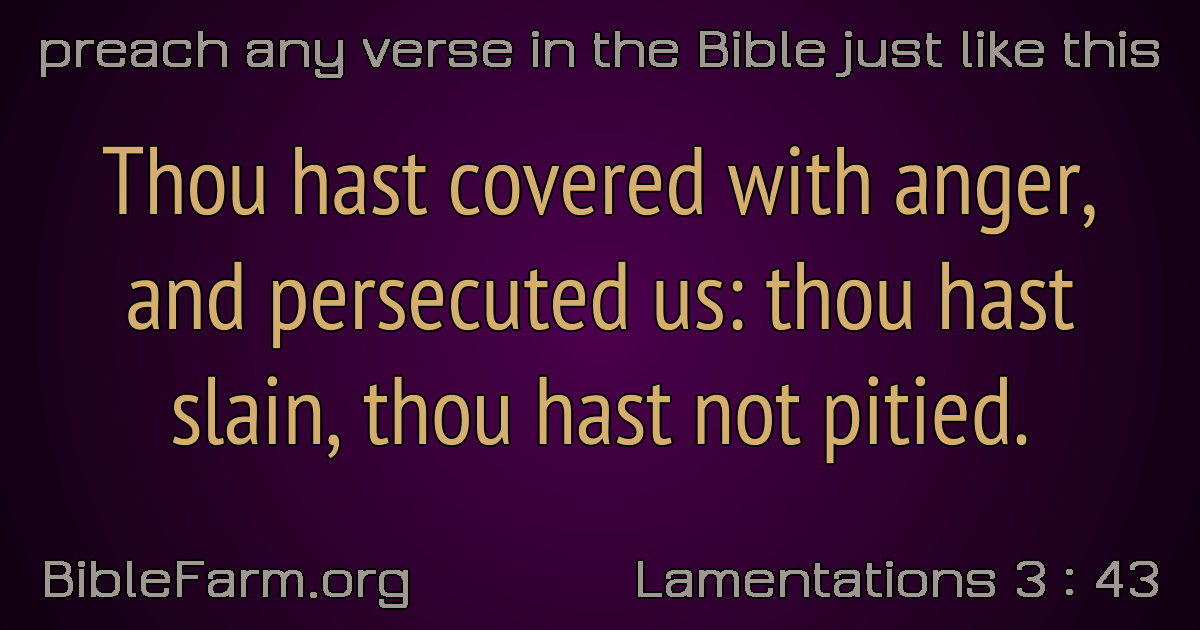 preach any verse in the Bible just like this
Thou hast covered with anger,
and persecuted us: thou hast
slain, thou hast not pitied.
BibleFarm.org
Lamentations 3 : 43